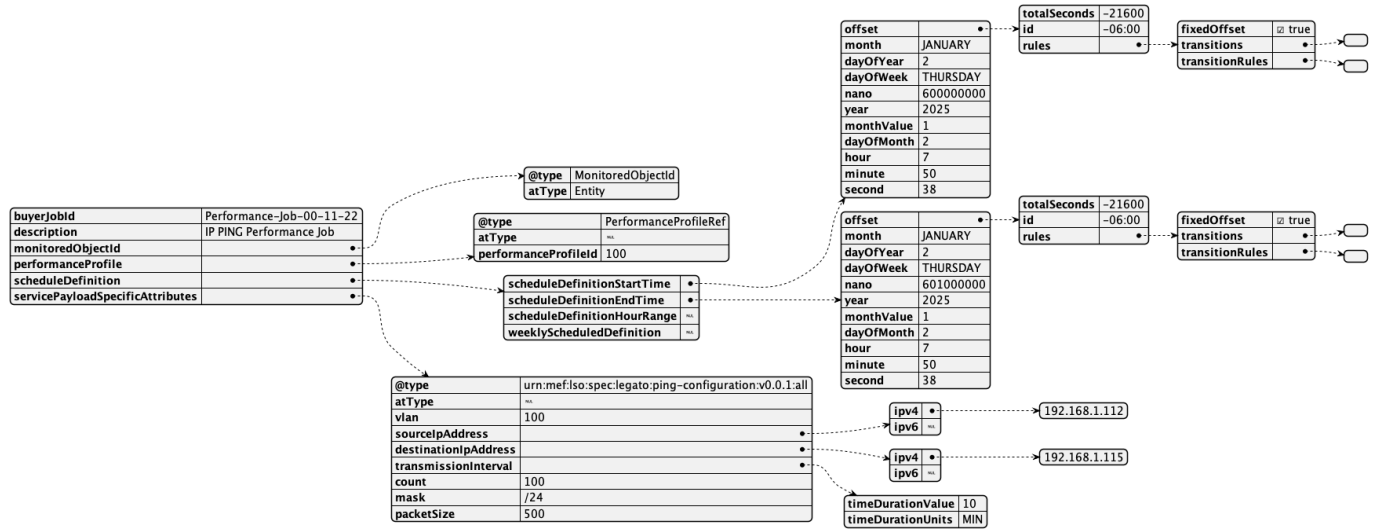 buyerJobId Performance-Job-00-11-22
description IP PING Performance Job
monitoredObjectId
performanceProfile
scheduleDefinition
servicePayloadSpecificAttributes
@type MonitoredObjectId
atType Entity
@type PerformanceProfileRef
atType NUL
performanceProfileId 100
scheduleDefinitionStartTime
scheduleDefinitionEndTime
scheduleDefinitionHourRange NUL
weeklyScheduledDefinition NUL
@type urn:mef:lso:spec:legato:ping-configuration:v0.0.1:all
atType NUL
vlan 100
sourceIpAddress
destinationIpAddress
transmissionInterval
count 100
mask /24
packetSize 500
offset
month JANUARY
dayOfYear 2
dayOfWeek THURSDAY
nano 600000000
year 2025
monthValue 1
dayOfMonth 2
hour 7
minute 50
second 38
totalSeconds -21600
id -06:00
rules
fixedOffset ☑ true
transitions
transitionRules
offset
month JANUARY
dayOfYear 2
dayOfWeek THURSDAY
nano 601000000
year 2025
monthValue 1
dayOfMonth 2
hour 7
minute 50
second 38
totalSeconds -21600
id -06:00
rules
fixedOffset ☑ true
transitions
transitionRules
ipv4
ipv6 NUL
192.168.1.112
ipv4
ipv6 NUL
192.168.1.115
timeDurationValue 10
timeDurationUnits MIN